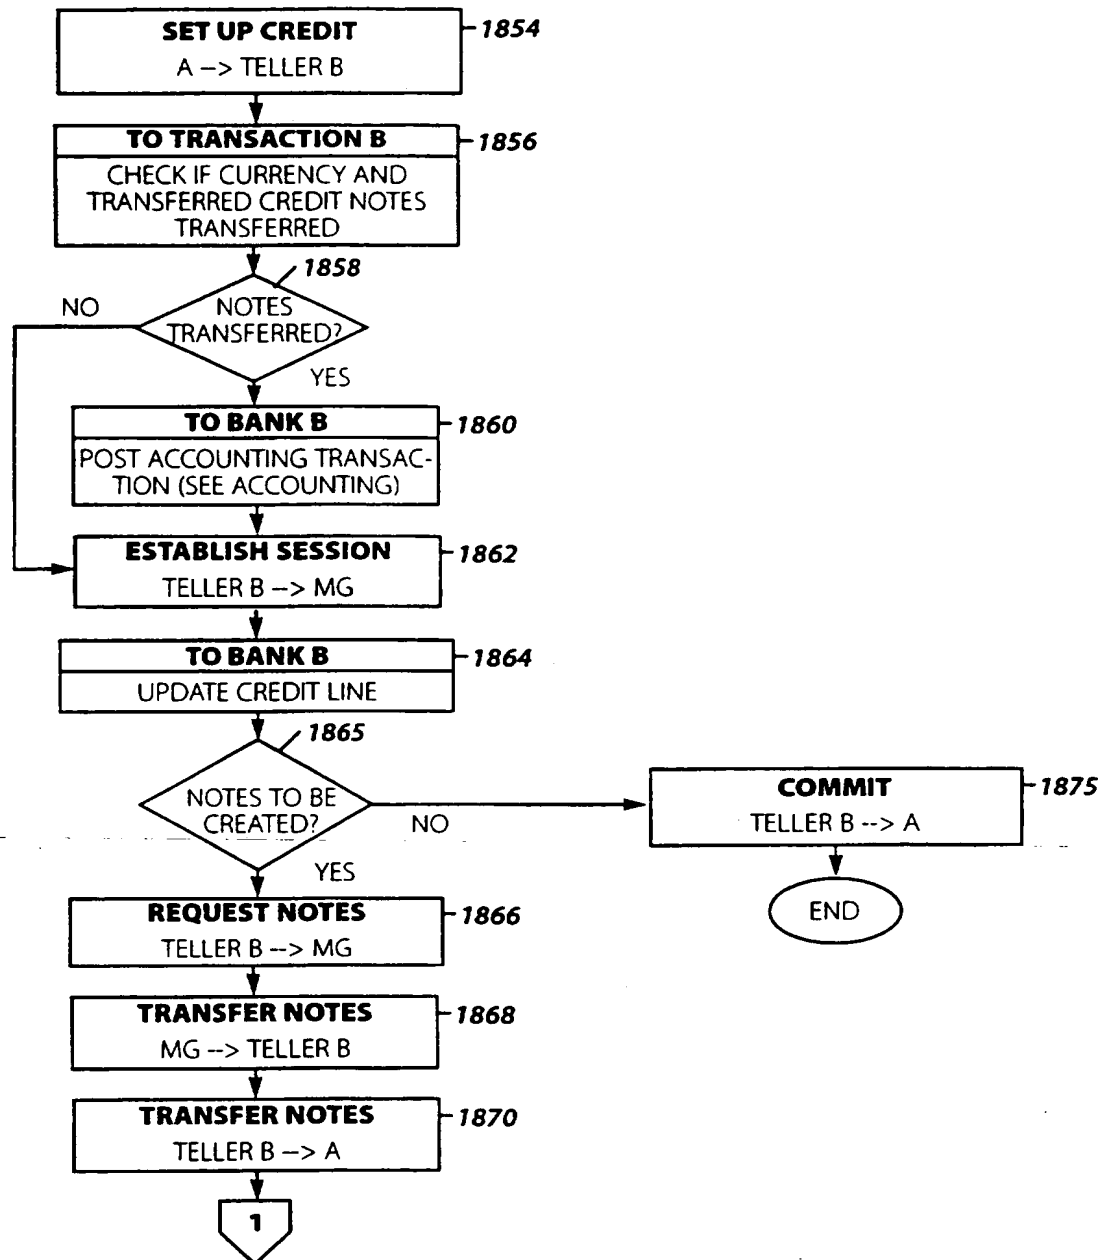 SET UP CREDIT
1854
A –> TELLER B
TO TRANSACTION B
1856
CHECK IF CURRENCY AND
TRANSFERRED CREDIT NOTES
TRANSFERRED
1858
NO
NOTES
TRANSFERRED?
YES
TO BANK B
1860
POST ACCOUNTING TRANSAC-
TION (SEE ACCOUNTING)
ESTABLISH SESSION
1862
TELLER B –> MG
TO BANK B
1864
UPDATE CREDIT LINE
1865
NOTES TO BE
CREATED?
NO
YES
COMMIT
1875
TELLER B --> A
END
REQUEST NOTES
1866
TELLER B --> MG
TRANSFER NOTES
1868
MG --> TELLER B
TRANSFER NOTES
1870
TELLER B –> A
1